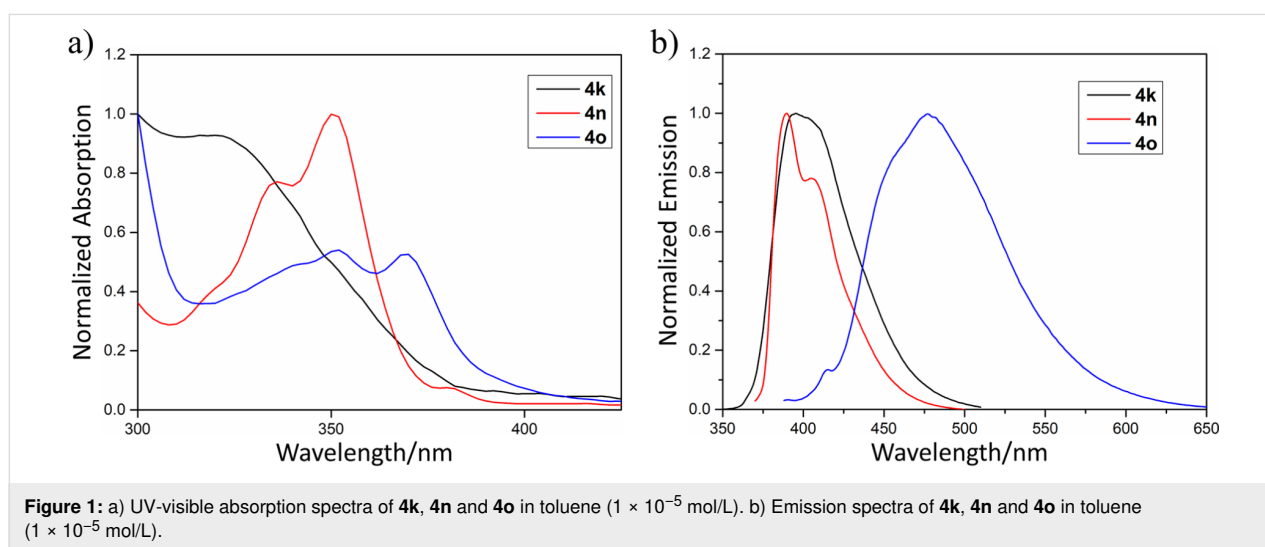 a)
1.2
1.0
0.8
0.6
0.4
0.2
0.0
300
350
400
Normalized Absorption
Wavelength/nm
4k
4n
4o
b)
1.2
1.0
0.8
0.6
0.4
0.2
0.0
350
400
450
500
550
600
650
Normalized Emission
Wavelength/nm
4k
4n
4o
Figure 1: a) UV-visible absorption spectra of 4k, 4n and 4o in toluene (1 × 10⁻⁵ mol/L). b) Emission spectra of 4k, 4n and 4o in toluene
(1 × 10⁻⁵ mol/L).